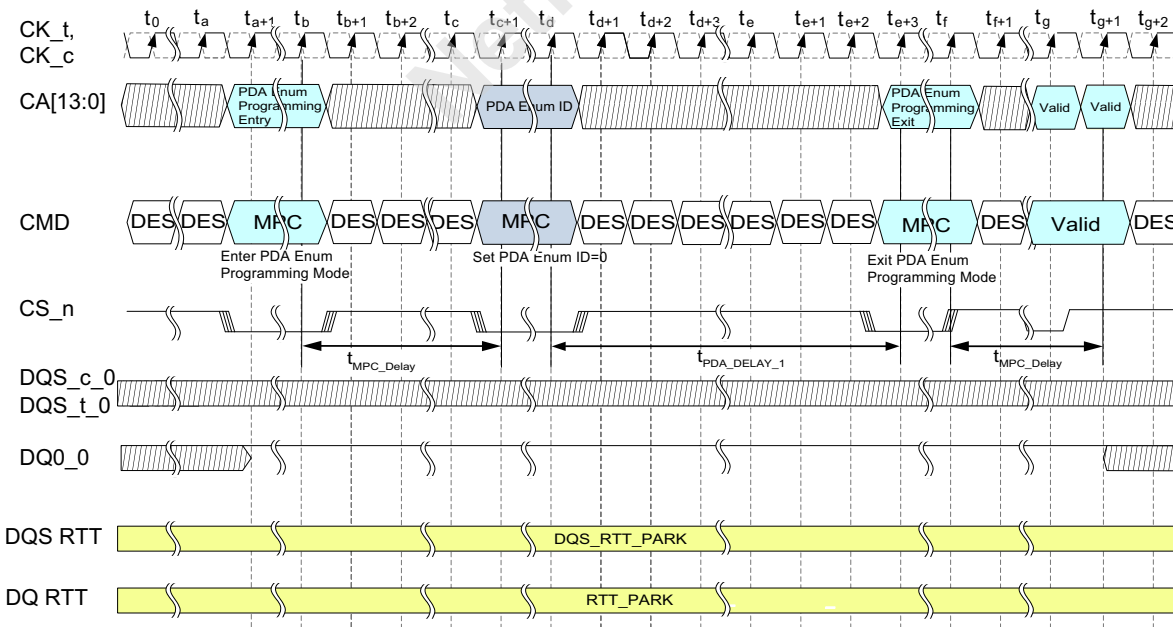 t0 ta ta+1 tb tb+1 tb+2 tc tc+1 td td+1 td+2 td+3 te te+1 te+2 te+3 tf tf+1 tg tg+1 tg+2
CK_t,
CK_c
CA[13:0]
PDA Enum
Programming
Entry
PDA Enum ID
PDA Enum
Programming
Exit
Valid Valid
CMD
DES DES MPC DES DES DES MPC DES DES DES DES DES DES MPC DES Valid DES
Enter PDA Enum
Programming Mode
Set PDA Enum ID=0
Exit PDA Enum
Programming Mode
CS_n
tMPC_Delay tPDA_DELAY_1 tMPC_Delay
DQS_c_0
DQS_t_0
DQ0_0
DQS RTT
DQS_RTT_PARK
DQ RTT
RTT_PARK